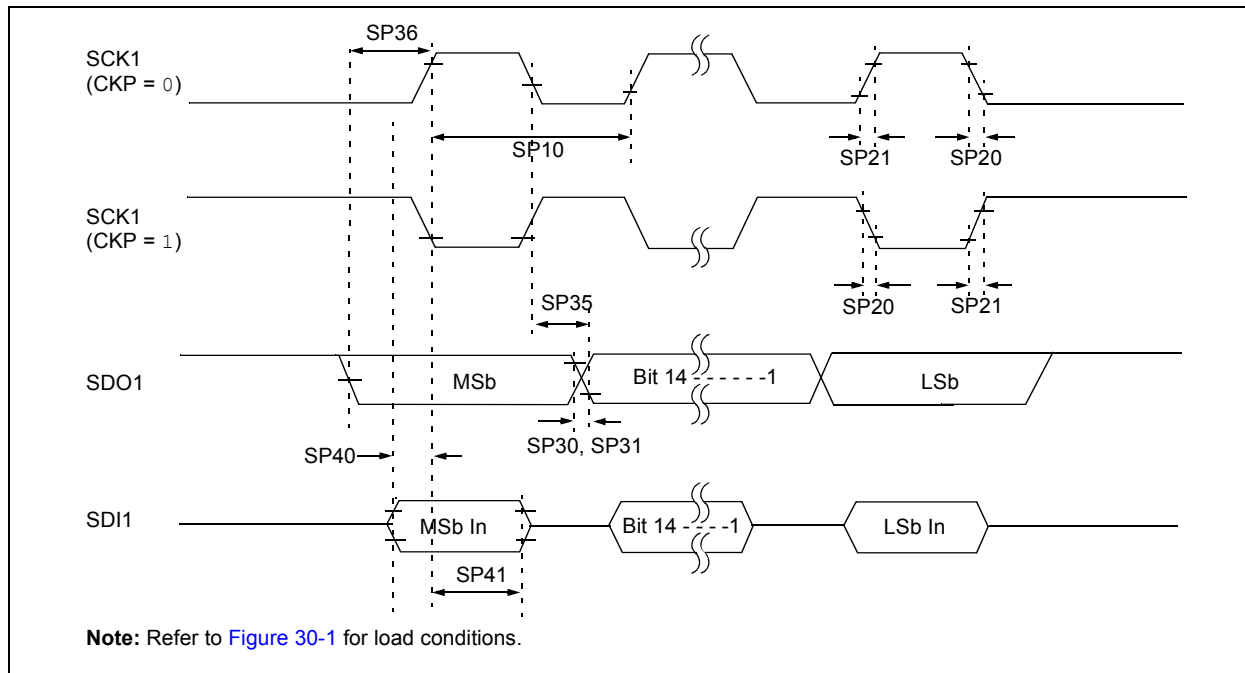 SP36
SCK1
(CKP = 0)
SP10
SP21
SP20
SCK1
(CKP = 1)
SP35
SP20
SP21
SDO1
MSb
Bit 14 - - - - - -1
LSb
SP40
SP30, SP31
SDI1
MSb In
Bit 14 - - - -1
LSb In
SP41
Note: Refer to Figure 30-1 for load conditions.